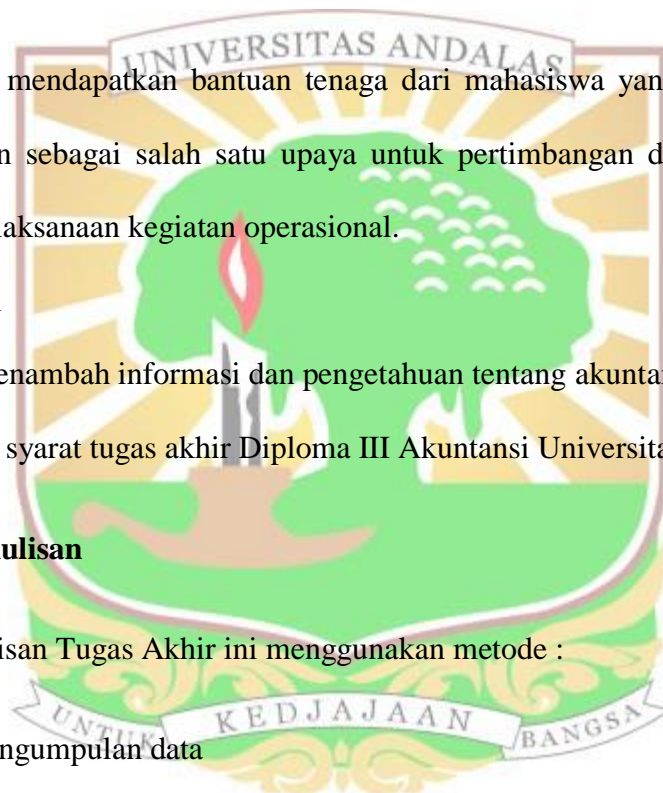 UNIVERSITAS ANDALAS
mendapatkan bantuan tenaga dari mahasiswa yan
n sebagai salah satu upaya untuk pertimbangan d
laksanaan kegiatan operasional.
enambah informasi dan pengetahuan tentang akuntan
syarat tugas akhir Diploma III Akuntansi Universita
ulisan
isan Tugas Akhir ini menggunakan metode :
UNTUK KEDJAJAAN BANGSA
ngumpulan data